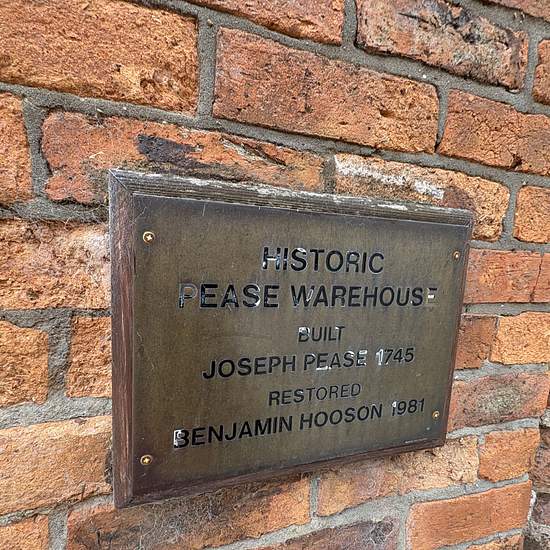 HISTORIC
PEASE WAREHOUSE
BUILT
JOSEPH PEASE 1745
RESTORED
BENJAMIN HOOSON 1981